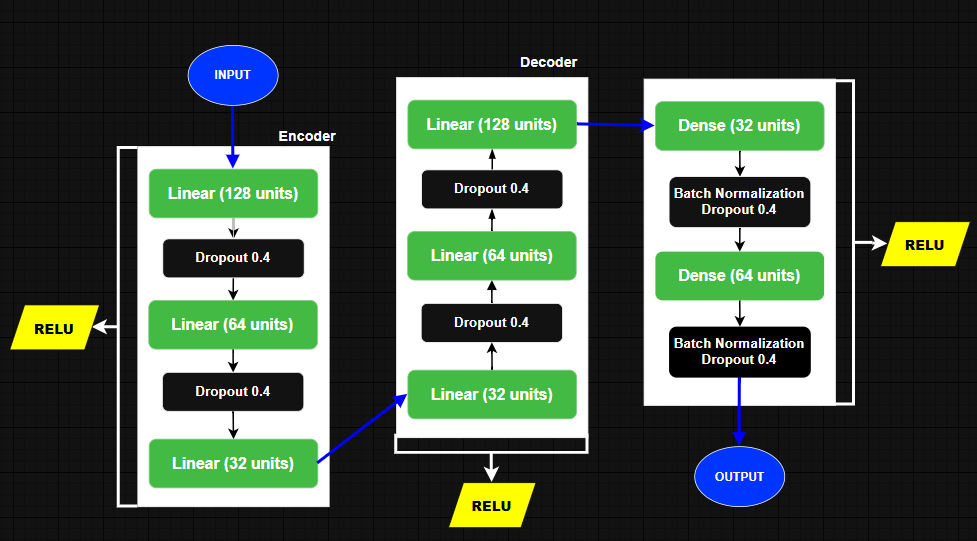 INPUT
Encoder
Linear (128 units)
Dropout 0.4
Linear (64 units)
Dropout 0.4
Linear (32 units)
RELU
Decoder
Linear (128 units)
Dropout 0.4
Linear (64 units)
Dropout 0.4
Linear (32 units)
RELU
Dense (32 units)
Batch Normalization
Dropout 0.4
Dense (64 units)
Batch Normalization
Dropout 0.4
RELU
OUTPUT